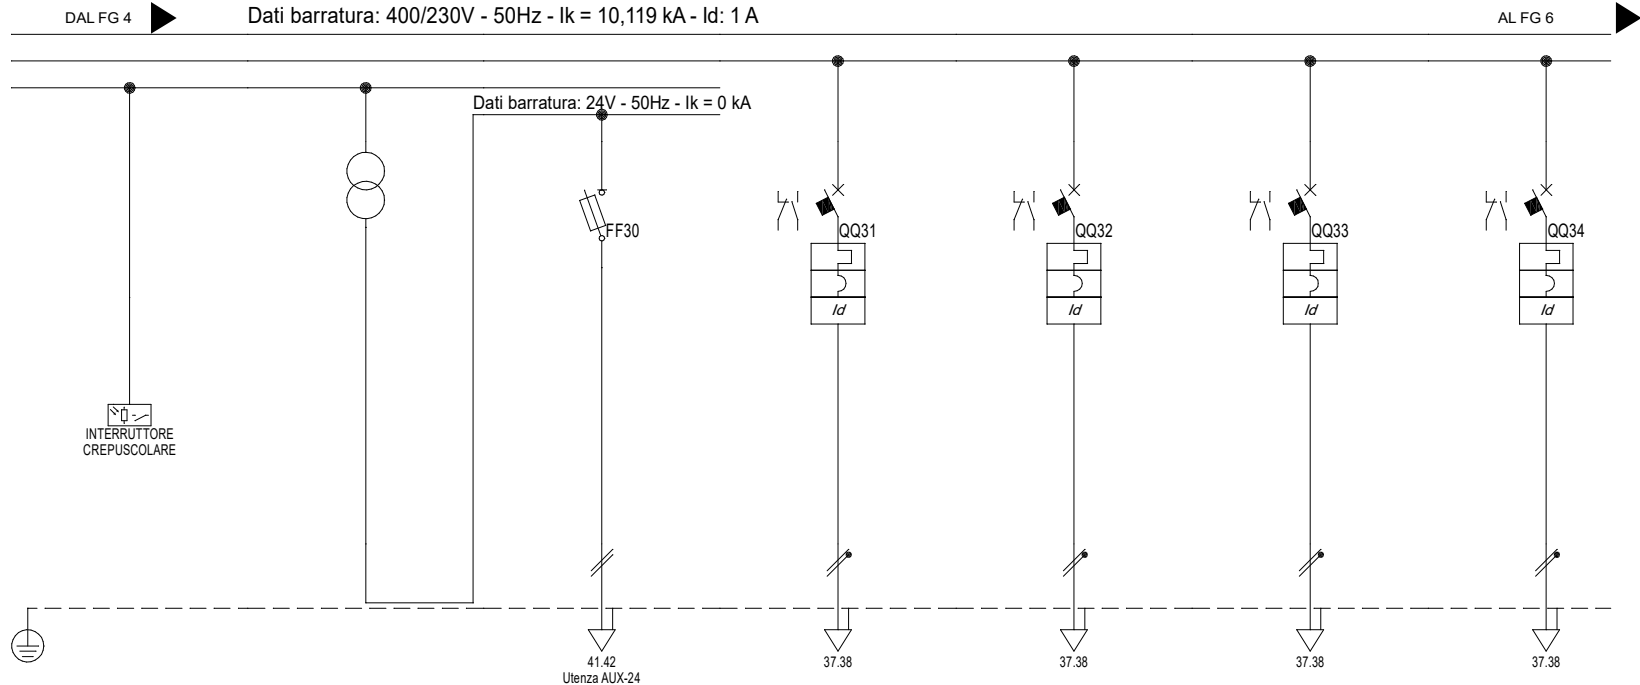 DAL FG 4
Dati barratura: 400/230V - 50Hz - Ik = 10,119 kA - Id: 1 A
AL FG 6
Dati barratura: 24V - 50Hz - Ik = 0 kA
FF30
QQ31
QQ32
QQ33
QQ34
Id
Id
Id
Id
INTERRUTTORE
CREPUSCOLARE
41.42
Utenza AUX-24
37.38
37.38
37.38
37.38